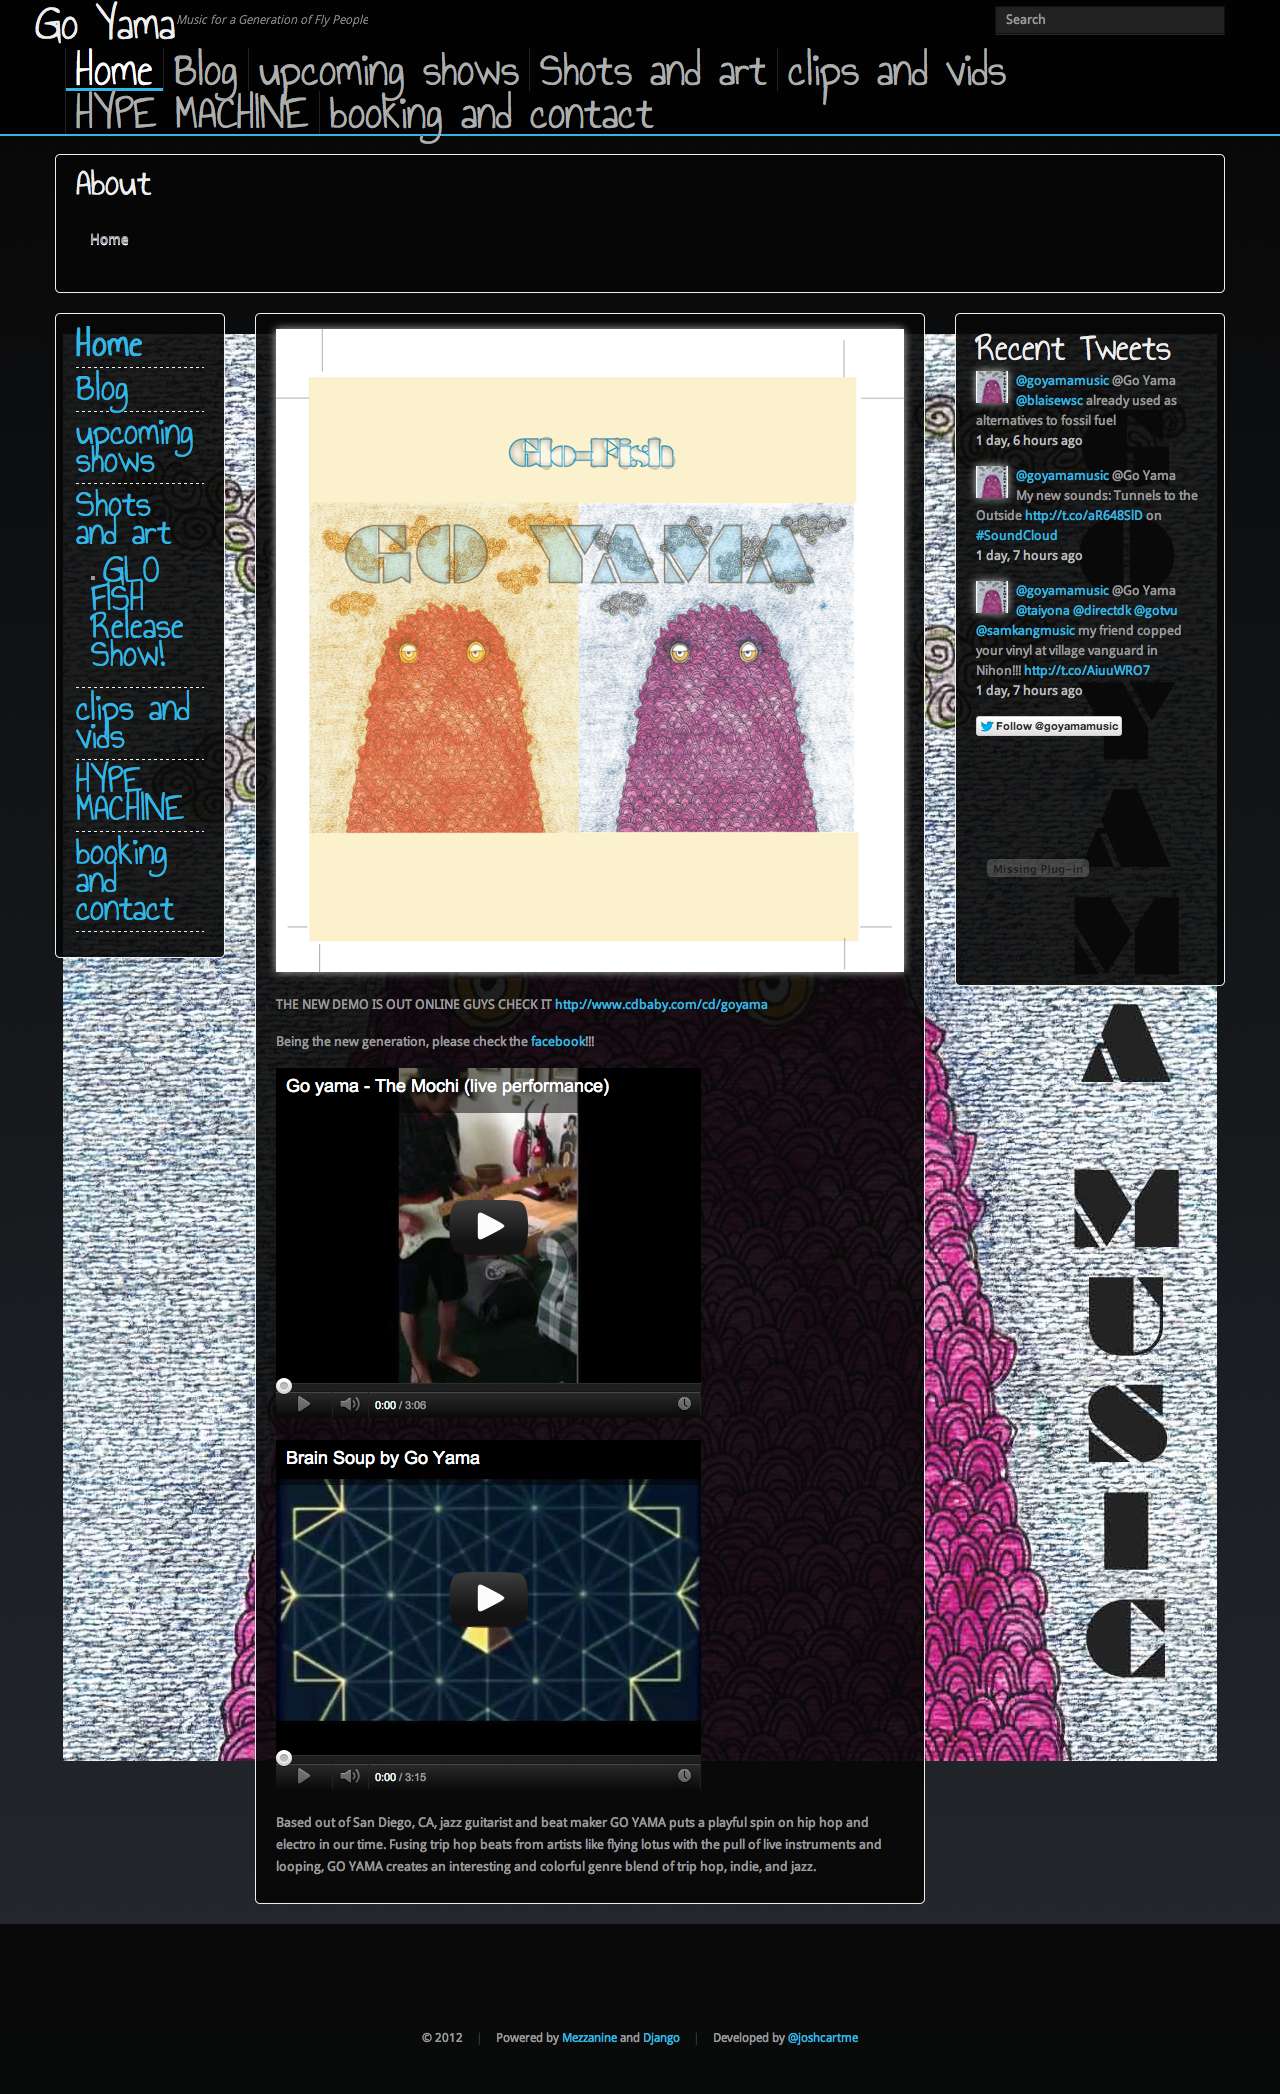 Go Yama
Music for a Generation of Fly People
Search
Home
Blog
upcoming shows
Shots and art
clips and vids
HYPE MACHINE
booking and contact
About
Home
Home
Blog
upcoming
shows
Shots
and art
GLO
FISH
Release
Show!
clips and
vids
HYPE
MACHINE
booking
and
contact
Glo-Fish
GO YAMA
THE NEW DEMO IS OUT ONLINE GUYS CHECK IT http://www.cdbaby.com/cd/goyama
Being the new generation, please check the facebook!!!
Go yama - The Mochi (live performance)
0:00 / 3:06
Brain Soup by Go Yama
0:00 / 3:15
Based out of San Diego, CA, jazz guitarist and beat maker GO YAMA puts a playful spin on hip hop and
electro in our time. Fusing trip hop beats from artists like flying lotus with the pull of live instruments and
looping, GO YAMA creates an interesting and colorful genre blend of trip hop, indie, and jazz.
Recent Tweets
@goyamamusic @Go Yama
@blaisewsc already used as
alternatives to fossil fuel
1 day, 6 hours ago
@goyamamusic @Go Yama
My new sounds: Tunnels to the
Outside http://t.co/aR648SlD on
#SoundCloud
1 day, 7 hours ago
@goyamamusic @Go Yama
@taiyona @directdk @gotvu
@samkangmusic my friend copped
your vinyl at village vanguard in
Nihon!!! http://t.co/AiuuWRO7
1 day, 7 hours ago
Follow @goyamamusic
Missing Plug-in
G
O
Y
A
M
A
M
U
S
I
C
© 2012 | Powered by Mezzanine and Django | Developed by @joshcartme